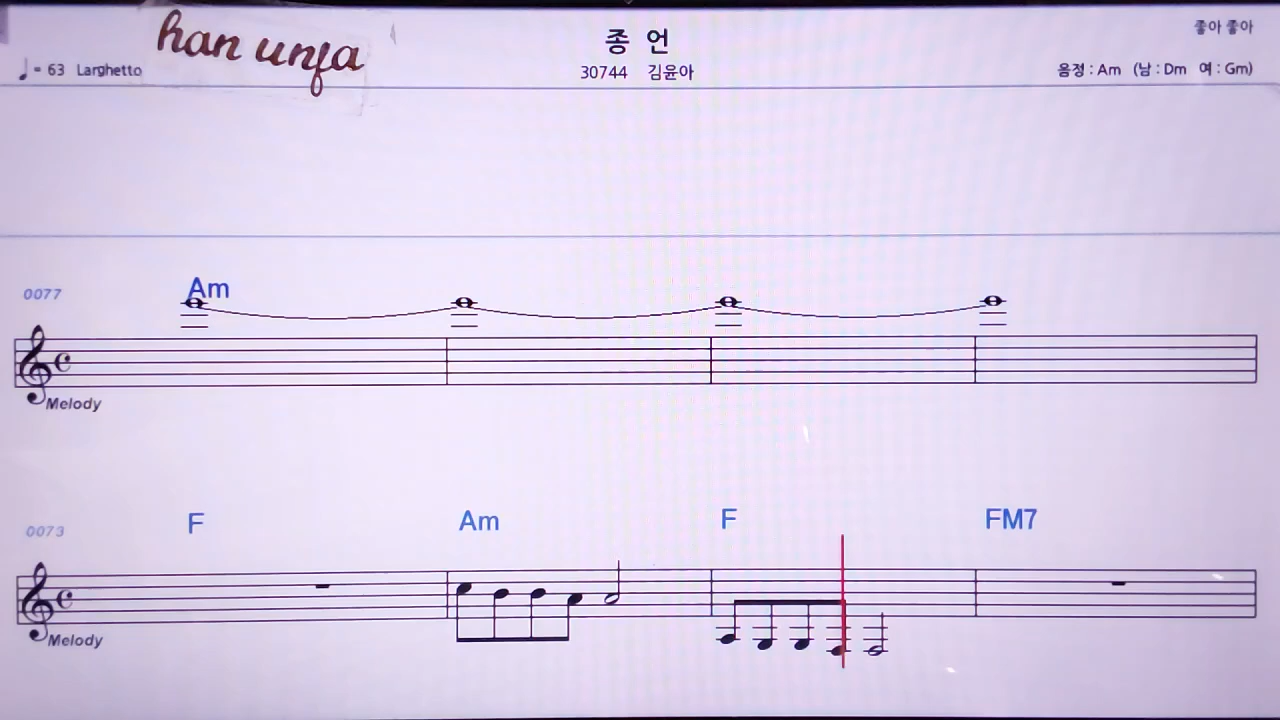 han unfa
종 언
좋아 좋아
♩ = 63 Larghetto
30744 김윤아
음정 : Am (남 : Dm 여 : Gm)
0077
Am
Melody
0073
F
Am
F
FM7
Melody